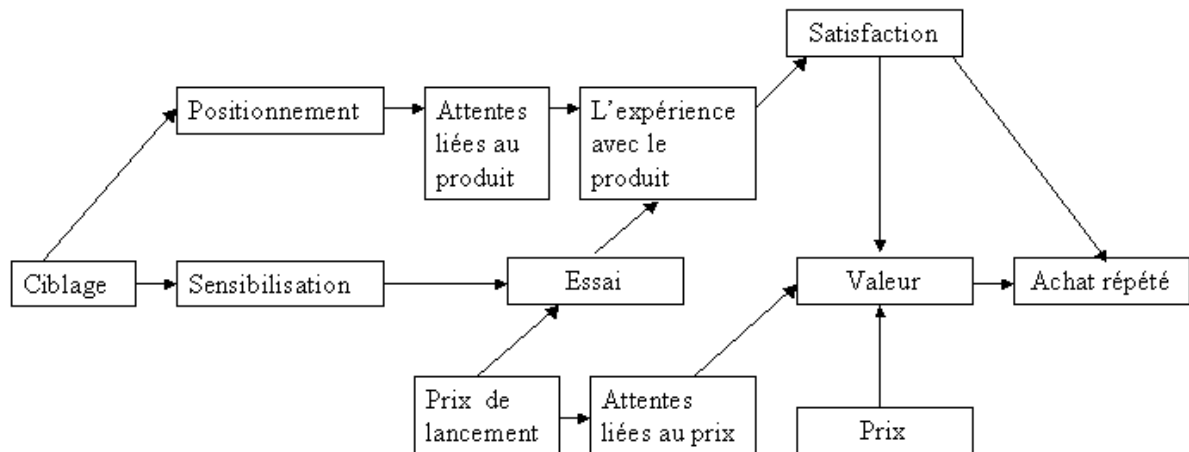 Satisfaction
Positionnement
Attentes
liées au
produit
L'expérience
avec le
produit
Ciblage
Sensibilisation
Essai
Valeur
Achat répété
Prix de
lancement
Attentes
liées au prix
Prix